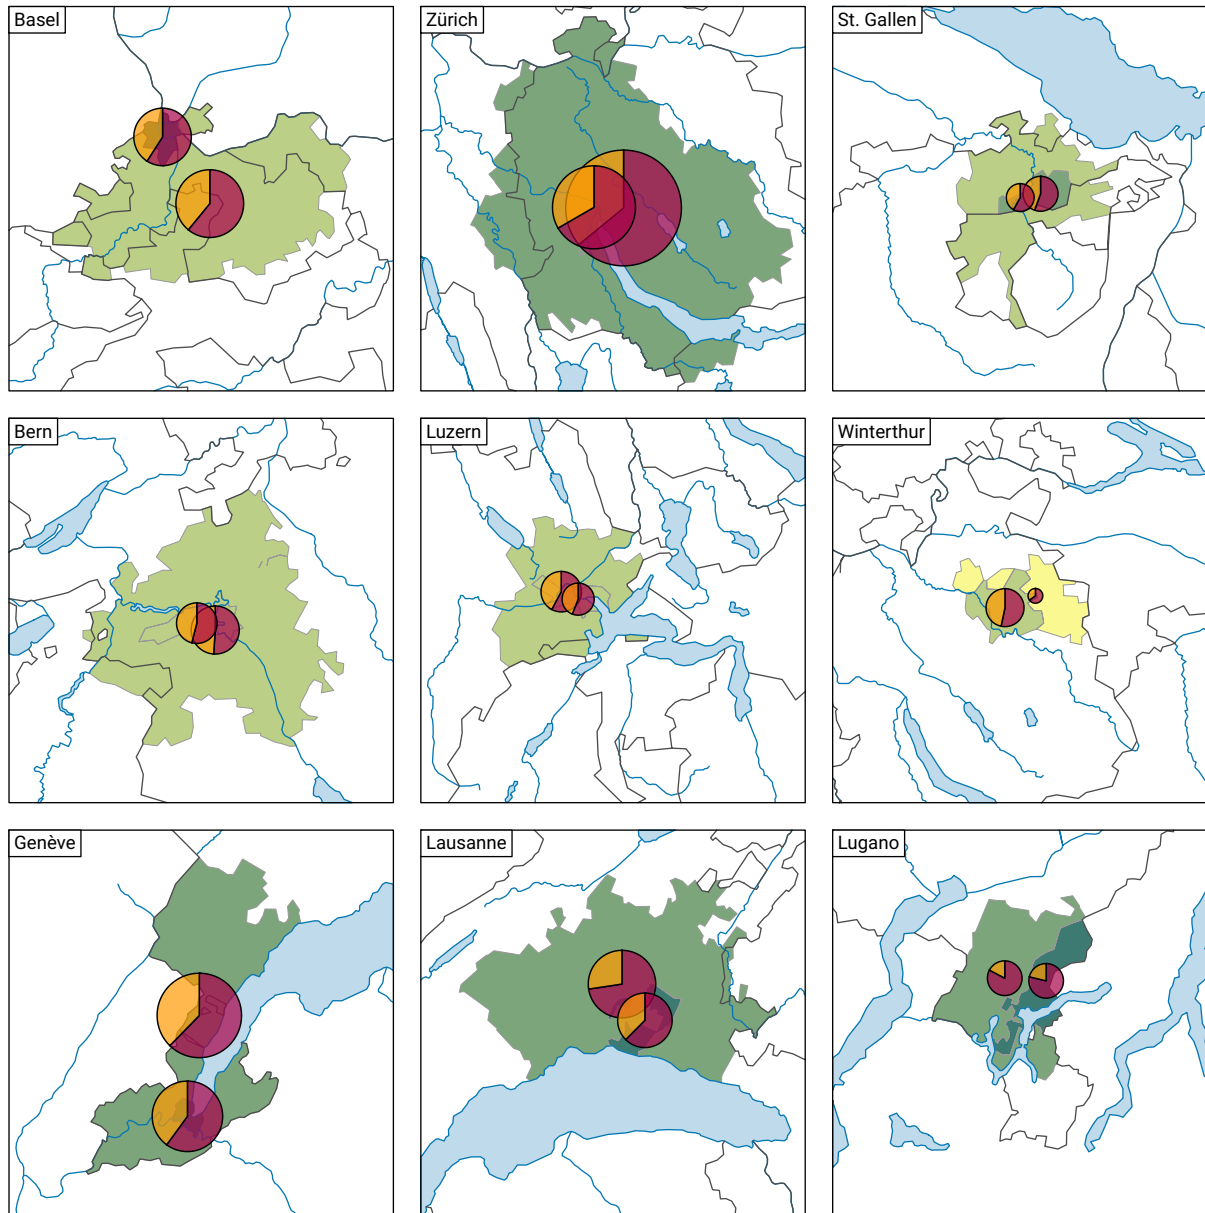 Basel
Zürich
St. Gallen
Bern
Luzern
Winterthur
Genève
Lausanne
Lugano